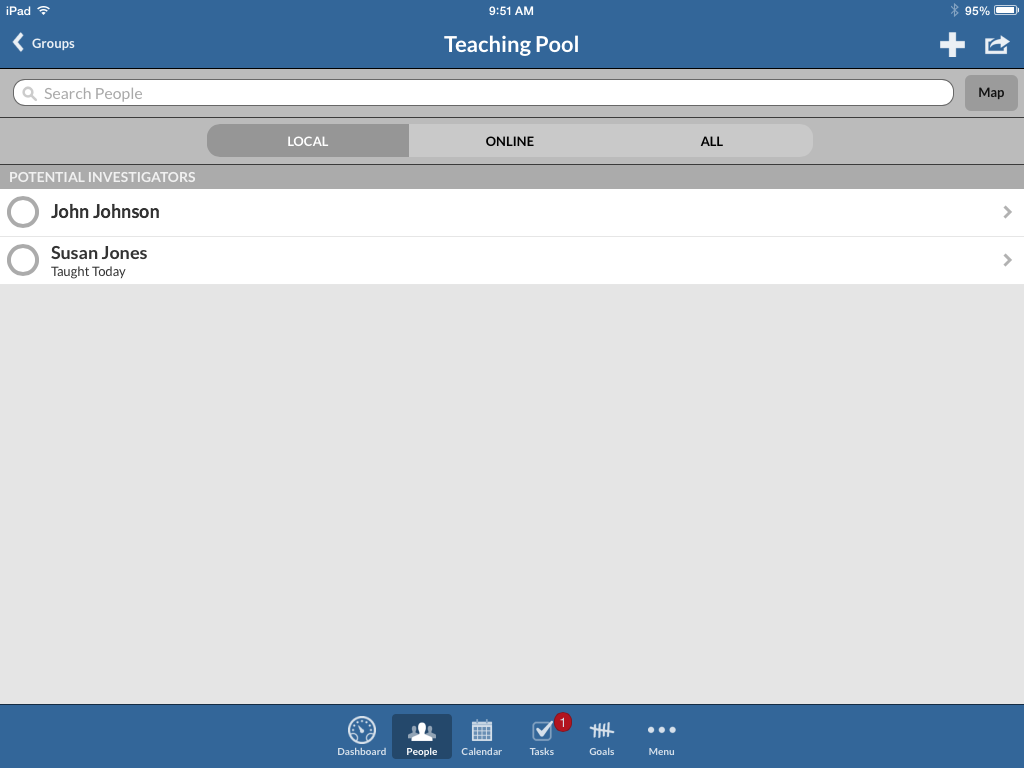 iPad 9:51 AM 95%
Groups Teaching Pool
Search People Map
LOCAL ONLINE ALL
POTENTIAL INVESTIGATORS
John Johnson
Susan Jones
Taught Today
1
Dashboard People Calendar Tasks Goals Menu